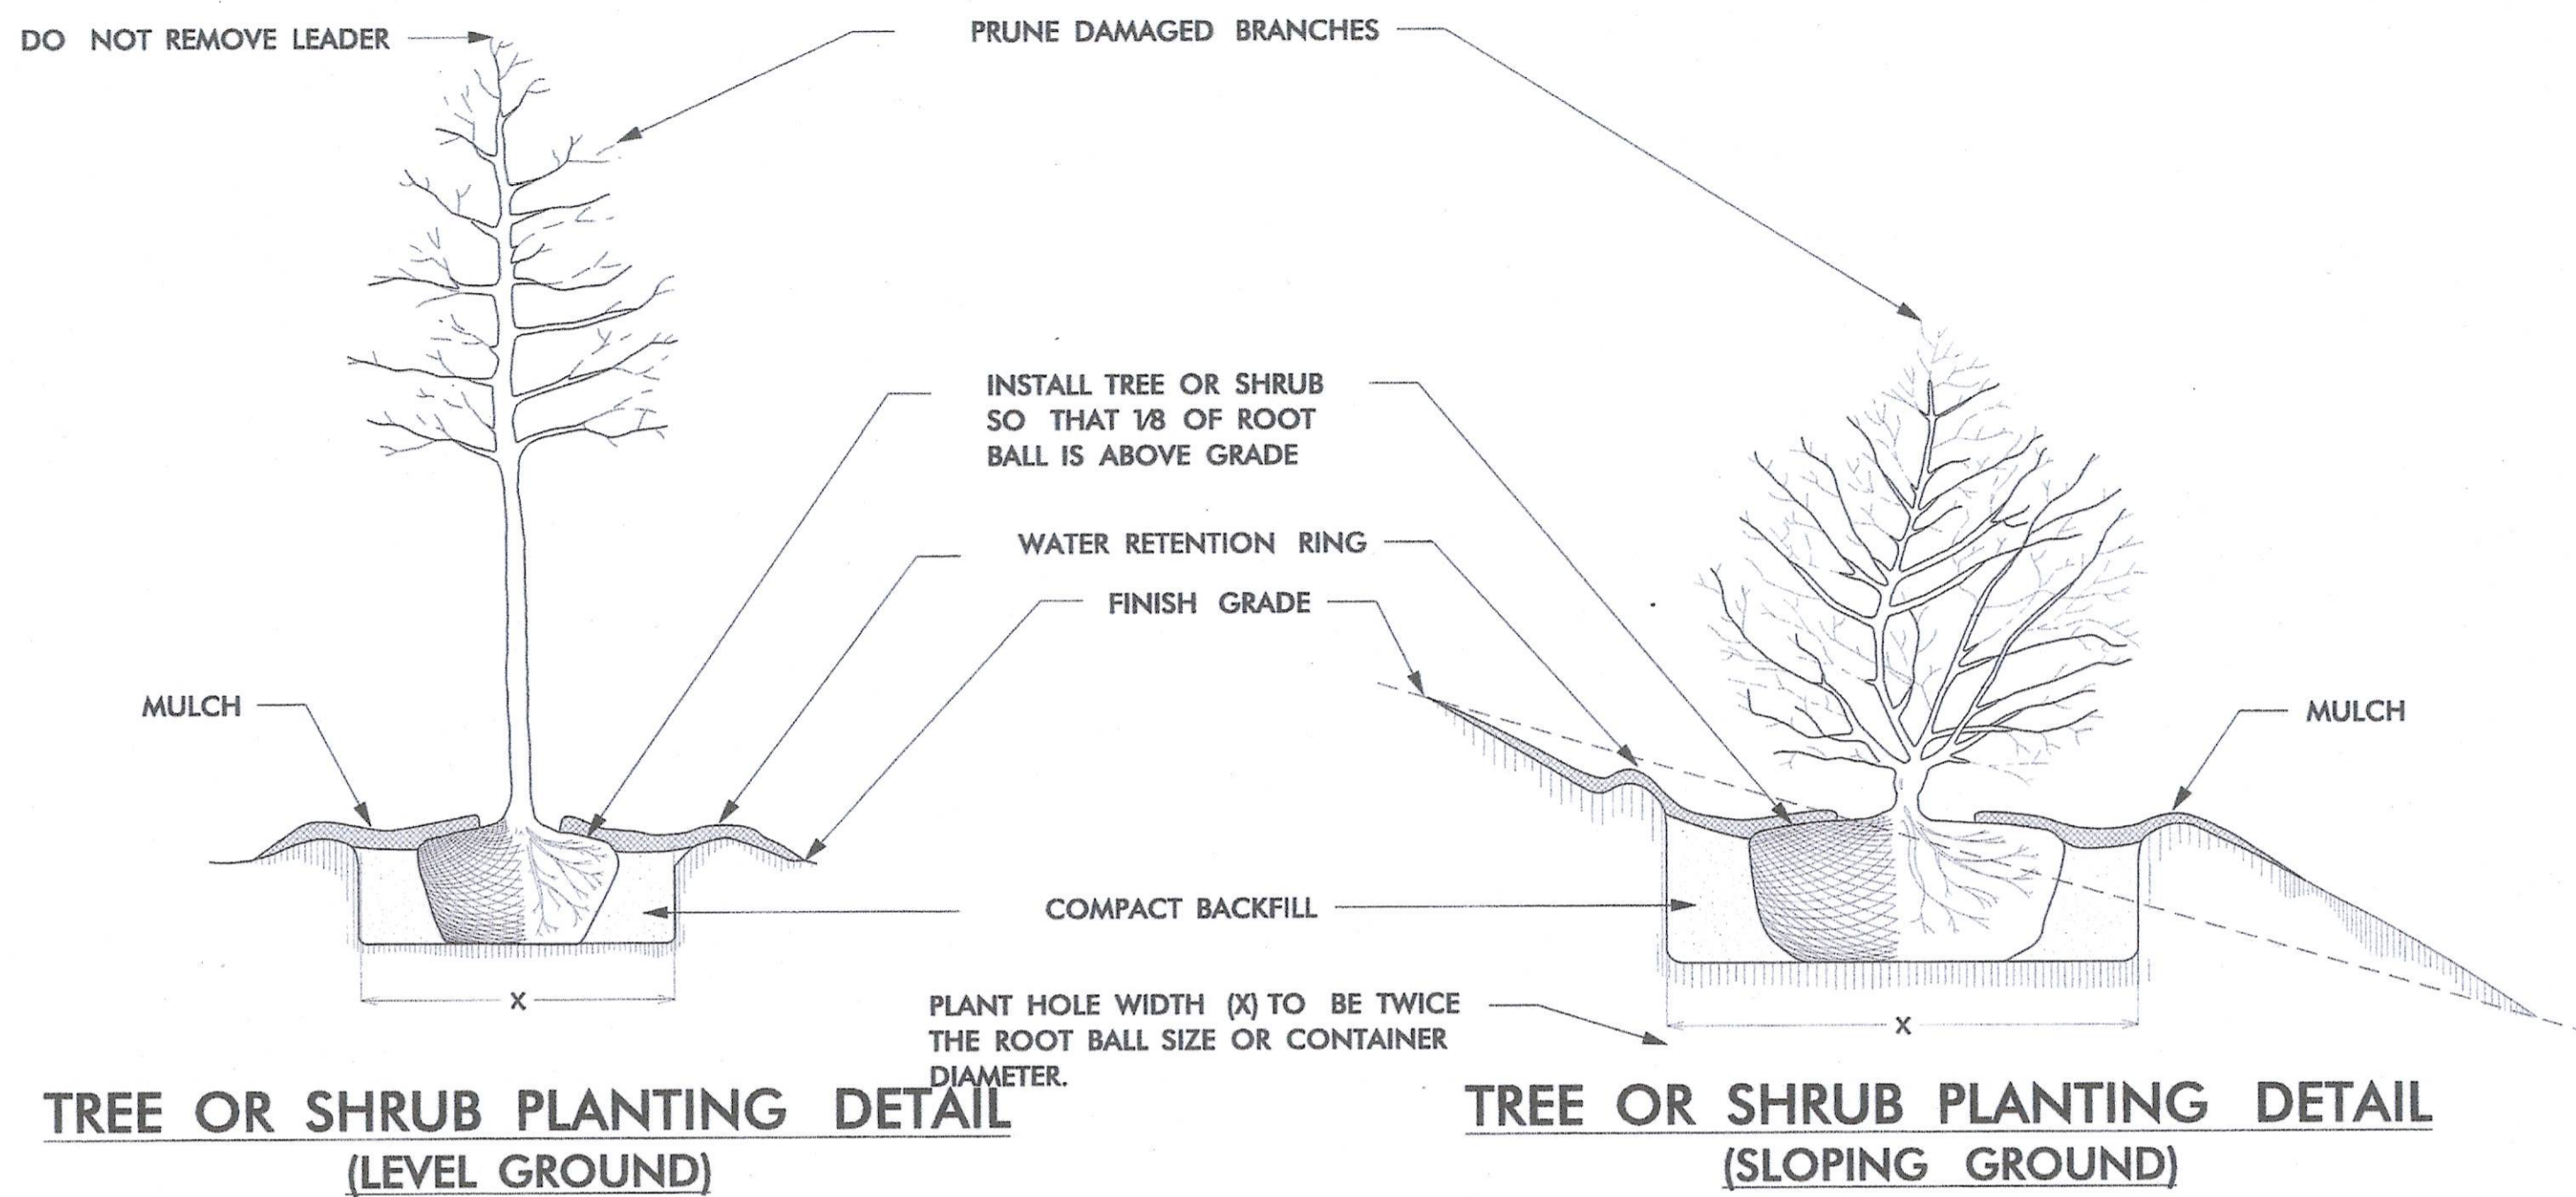 DO NOT REMOVE LEADER
PRUNE DAMAGED BRANCHES
INSTALL TREE OR SHRUB
SO THAT 1/8 OF ROOT
BALL IS ABOVE GRADE
WATER RETENTION RING
FINISH GRADE
MULCH
MULCH
COMPACT BACKFILL
X
PLANT HOLE WIDTH (X) TO BE TWICE
THE ROOT BALL SIZE OR CONTAINER
DIAMETER.
X
TREE OR SHRUB PLANTING DETAIL
(LEVEL GROUND)
TREE OR SHRUB PLANTING DETAIL
(SLOPING GROUND)